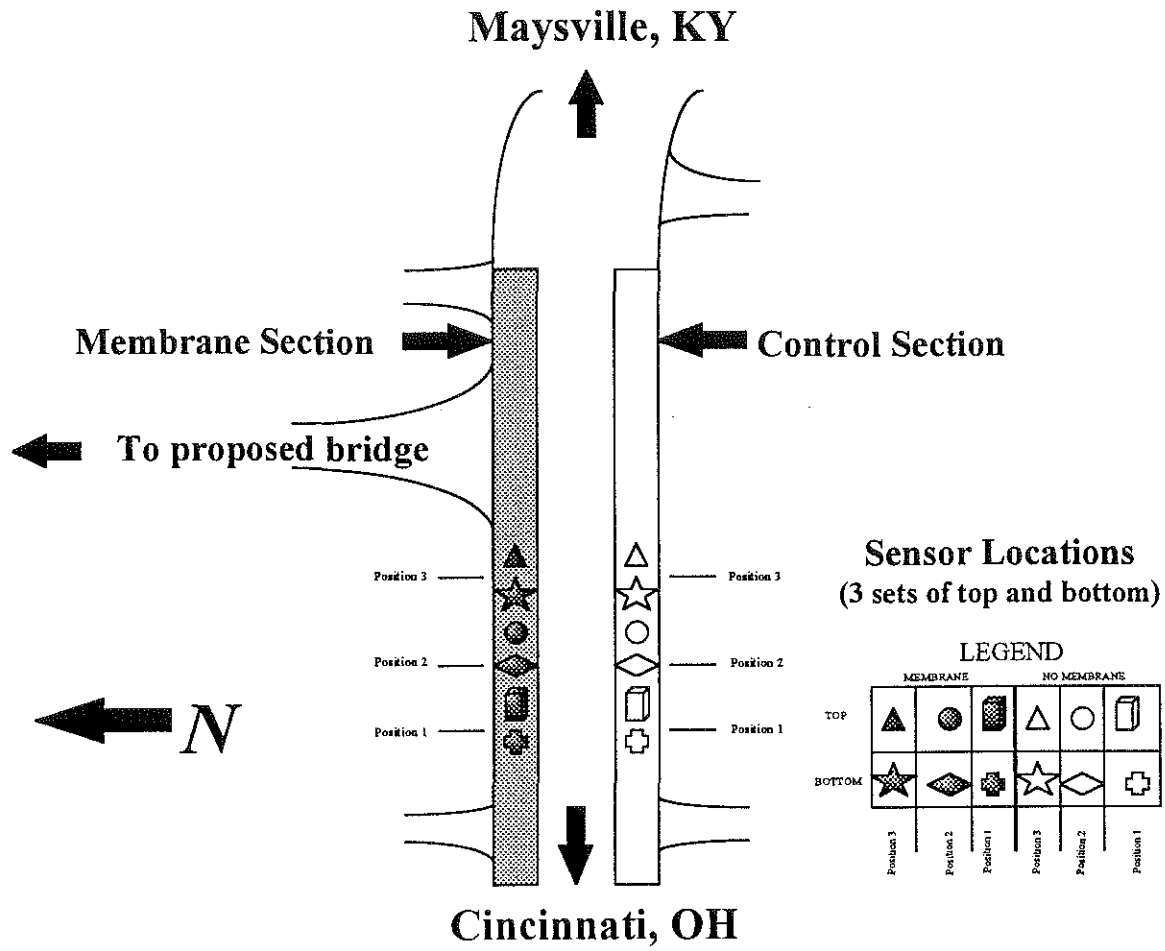 Maysville, KY
Membrane Section
Control Section
To proposed bridge
Position 3
Position 3
Position 2
Position 2
Position 1
Position 1
N
Sensor Locations
(3 sets of top and bottom)
LEGEND
MEMBRANE NO MEMBRANE
TOP
BOTTOM
Position 3
Position 2
Position 1
Position 3
Position 2
Position 1
Cincinnati, OH